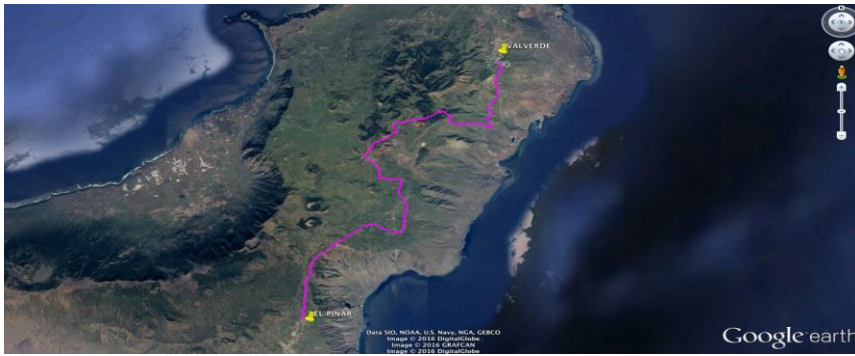 N
VALVERDE
EL PINAR
Data SIO, NOAA, U.S. Navy, NGA, GEBCO
Image © 2016 DigitalGlobe
Image © 2016 GRAFCAN
Image © 2016 DigitalGlobe
Google earth